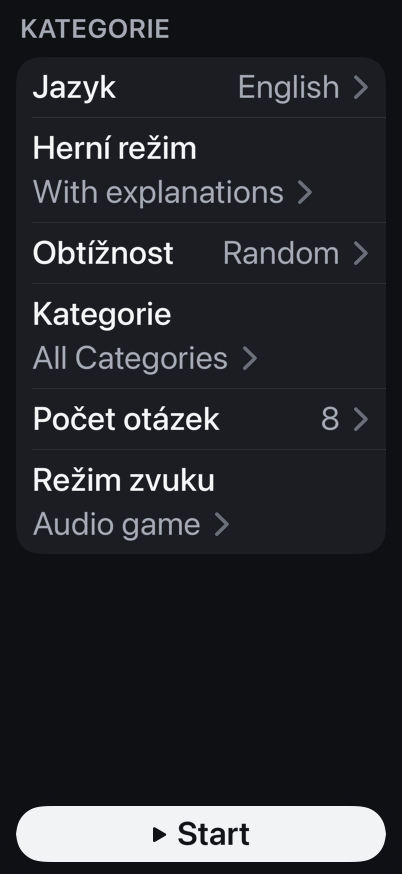 KATEGORIE
Jazyk English
Herní režim
With explanations
Obtížnost Random
Kategorie
All Categories
Počet otázek 8
Režim zvuku
Audio game
Start